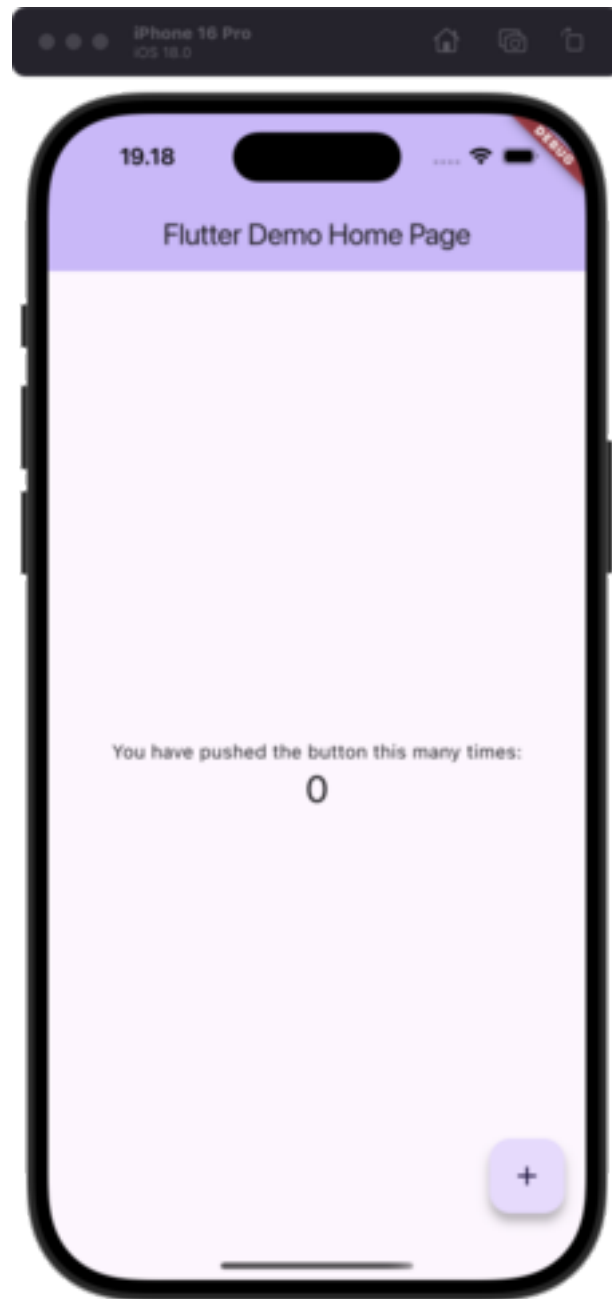 iPhone 16 Pro
iOS 18.0
19.18
DEBUG
Flutter Demo Home Page
You have pushed the button this many times:
0
+